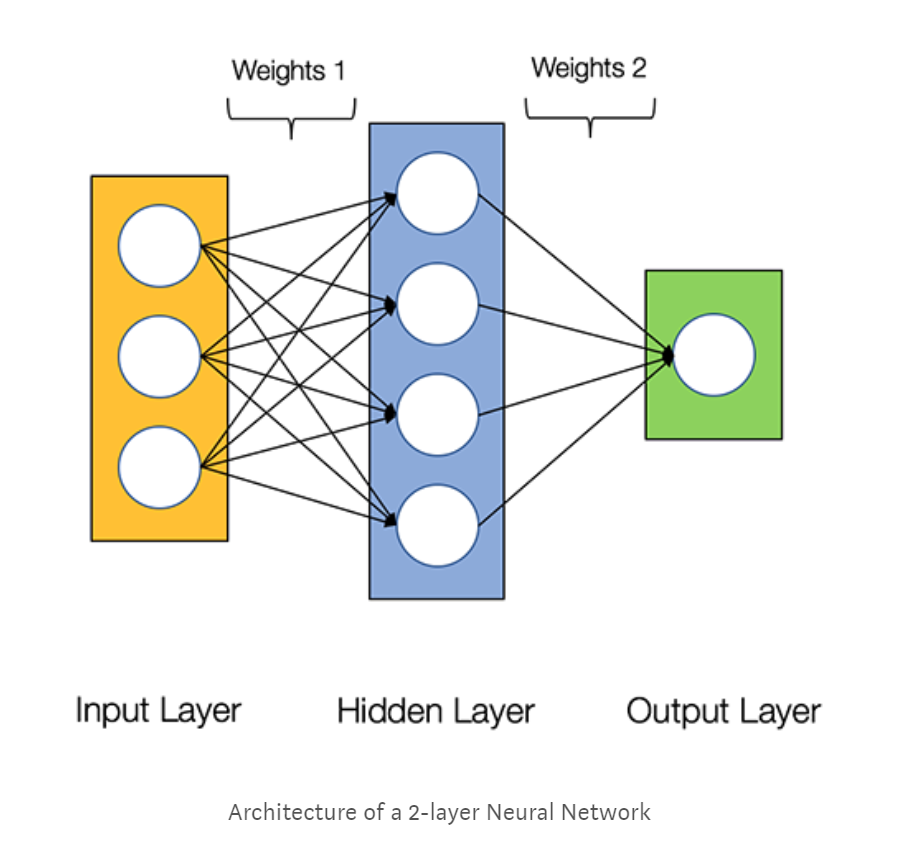 Weights 1
Weights 2
Input Layer
Hidden Layer
Output Layer
Architecture of a 2-layer Neural Network